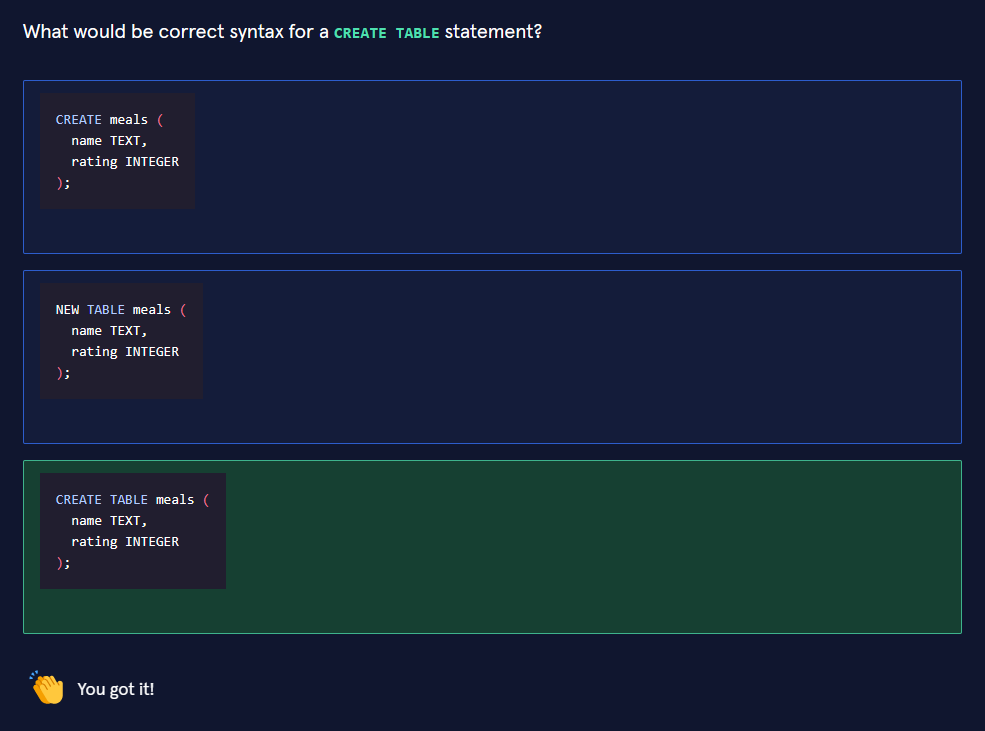 What would be correct syntax for a CREATE TABLE statement?
CREATE meals (
  name TEXT,
  rating INTEGER
);
NEW TABLE meals (
  name TEXT,
  rating INTEGER
);
CREATE TABLE meals (
  name TEXT,
  rating INTEGER
);
You got it!